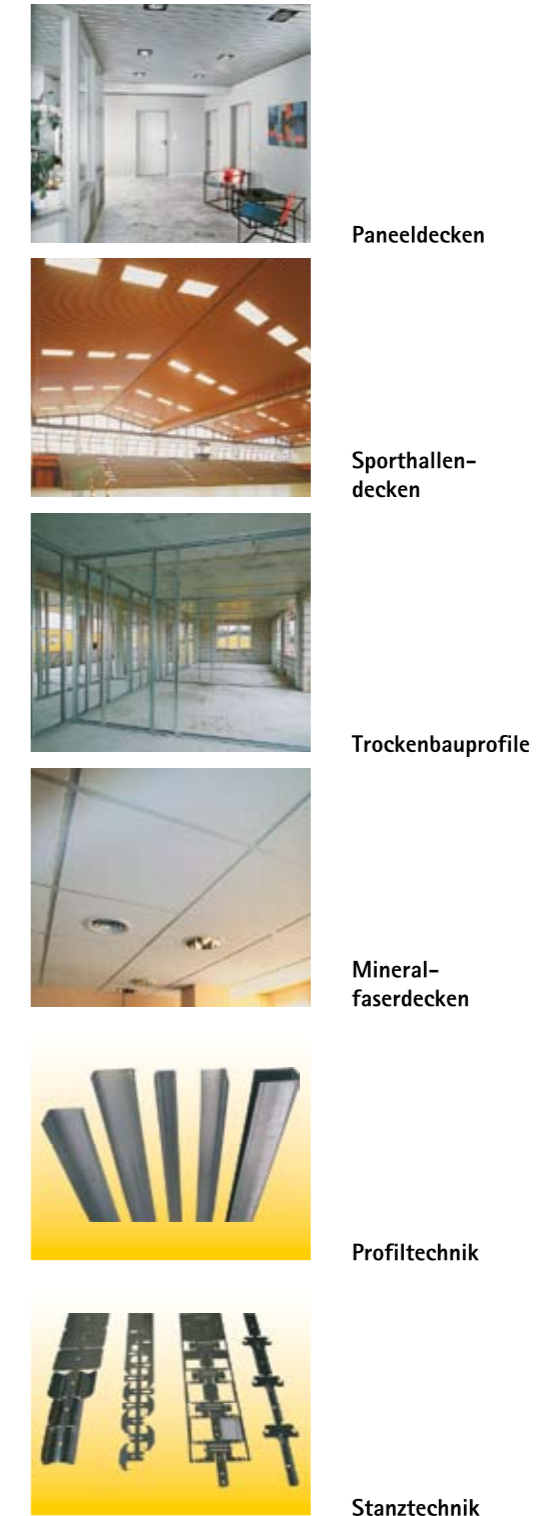 Paneeldecken
Sporthallen-
decken
Trockenbauprofile
Mineral-
faserdecken
Profiltechnik
Stanztechnik